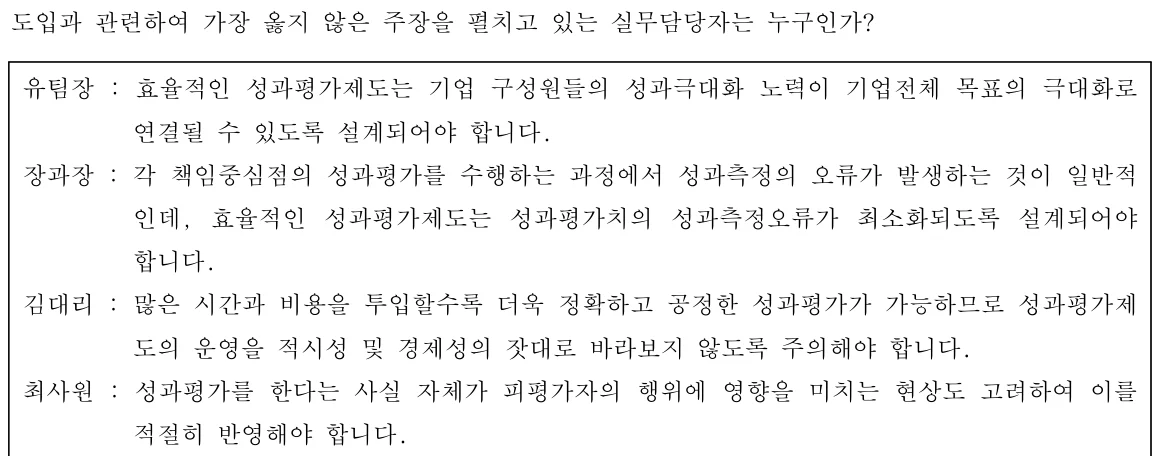 도입과 관련하여 가장 옳지 않은 주장을 펼치고 있는 실무담당자는 누구인가?
유팀장 : 효율적인 성과평가제도는 기업 구성원들의 성과극대화 노력이 기업전체 목표의 극대화로
연결될 수 있도록 설계되어야 합니다.
장과장 : 각 책임중심점의 성과평가를 수행하는 과정에서 성과측정의 오류가 발생하는 것이 일반적
인데, 효율적인 성과평가제도는 성과평가치의 성과측정오류가 최소화되도록 설계되어야
합니다.
김대리 : 많은 시간과 비용을 투입할수록 더욱 정확하고 공정한 성과평가가 가능하므로 성과평가제
도의 운영을 적시성 및 경제성의 잣대로 바라보지 않도록 주의해야 합니다.
최사원 : 성과평가를 한다는 사실 자체가 피평가자의 행위에 영향을 미치는 현상도 고려하여 이를
적절히 반영해야 합니다.